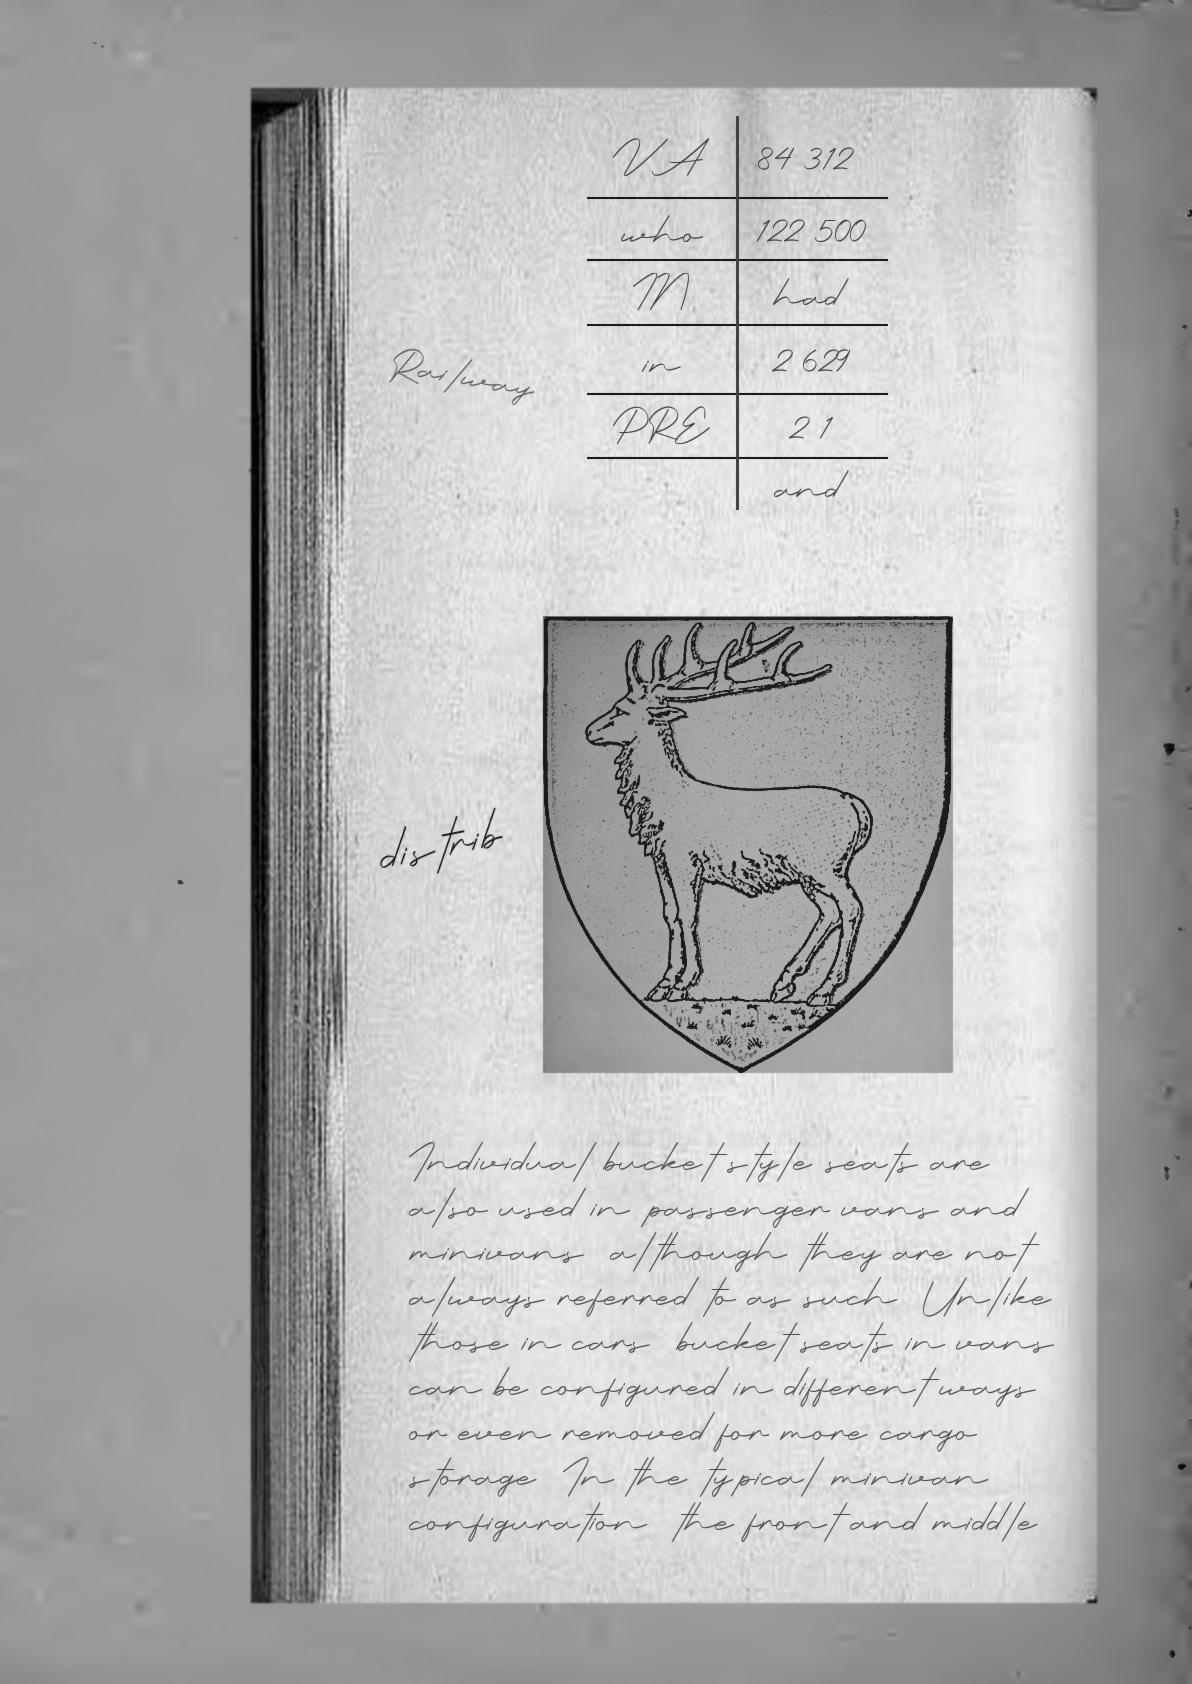 VA 84 312
who 122 500
M had
in 2 629
Railway
PRE 2 1
and
distrib
Individual bucket style seats are
also used in passenger vans and
minivans although they are not
always referred to as such Unlike
those in cars bucket seats in vans
can be configured in different ways
or even removed for more cargo
storage In the typical minivan
configuration the front and middle